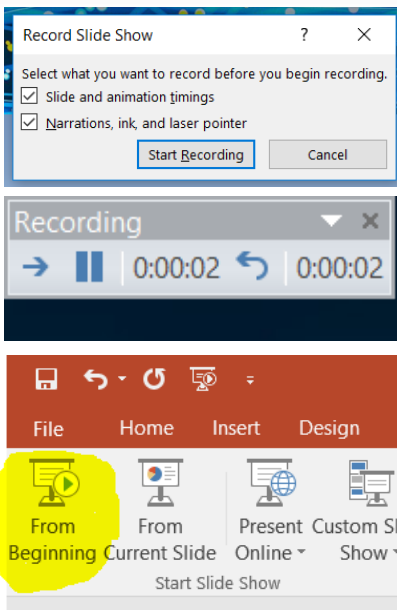 Record Slide Show ? ×
Select what you want to record before you begin recording.
Slide and animation timings
Narrations, ink, and laser pointer
Start Recording Cancel
Recording
0:00:02 0:00:02
File Home Insert Design
From From Present Custom Sl
Beginning Current Slide Online Show
Start Slide Show